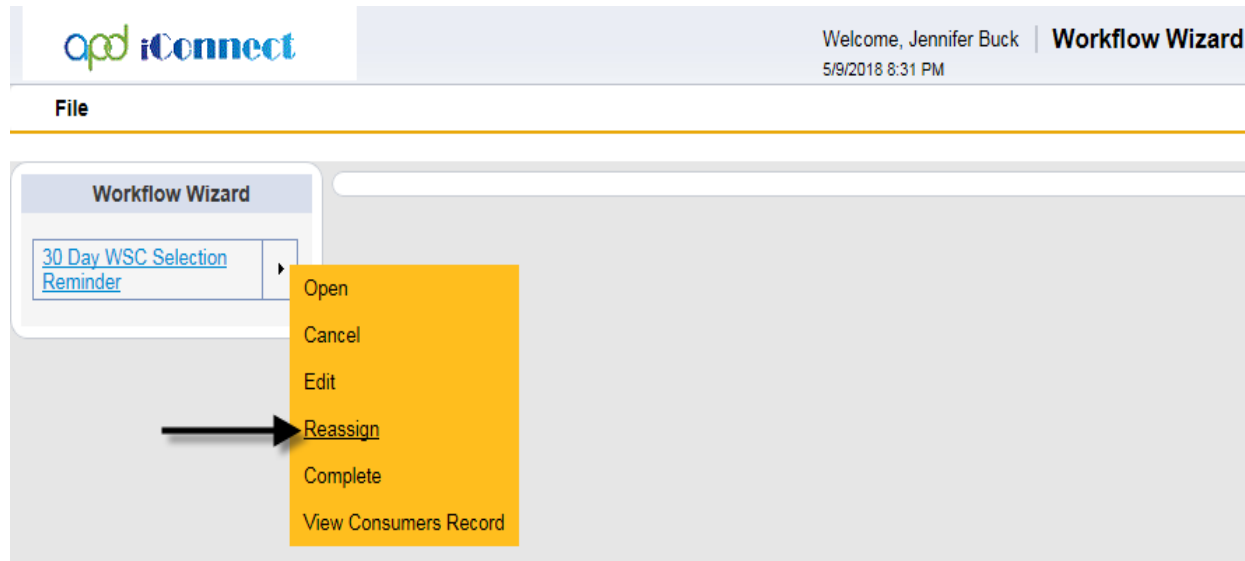 apd iConnect
Welcome, Jennifer Buck | Workflow Wizard
5/9/2018 8:31 PM
File
Workflow Wizard
30 Day WSC Selection
Reminder
Open
Cancel
Edit
Reassign
Complete
View Consumers Record